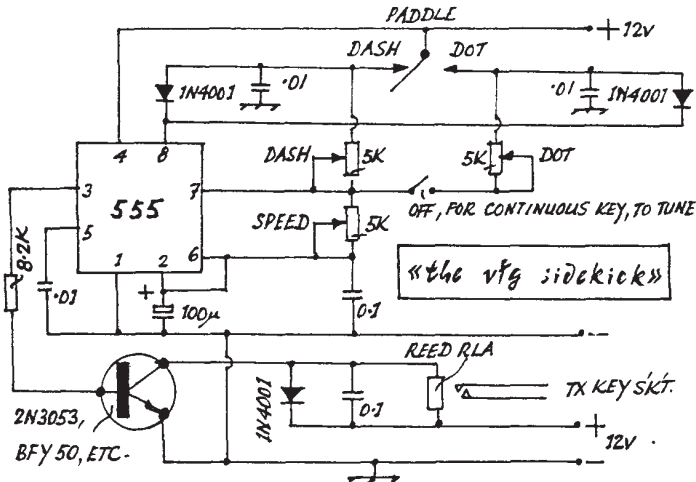 PADDLE
+12v
DASH
DOT
1N4001
.01
.01
1N4001
4
8
DASH
5K
5K
DOT
3
7
555
OFF, FOR CONTINUOUS KEY, TO TUNE
5
SPEED
5K
8.2K
1
2
6
«the vfg sidekick»
.01
+
100µ
0.1
-
REED RLA
1N4001
0.1
TX KEY SKT.
2N3053,
BFY 50, ETC-
+
12v.
-